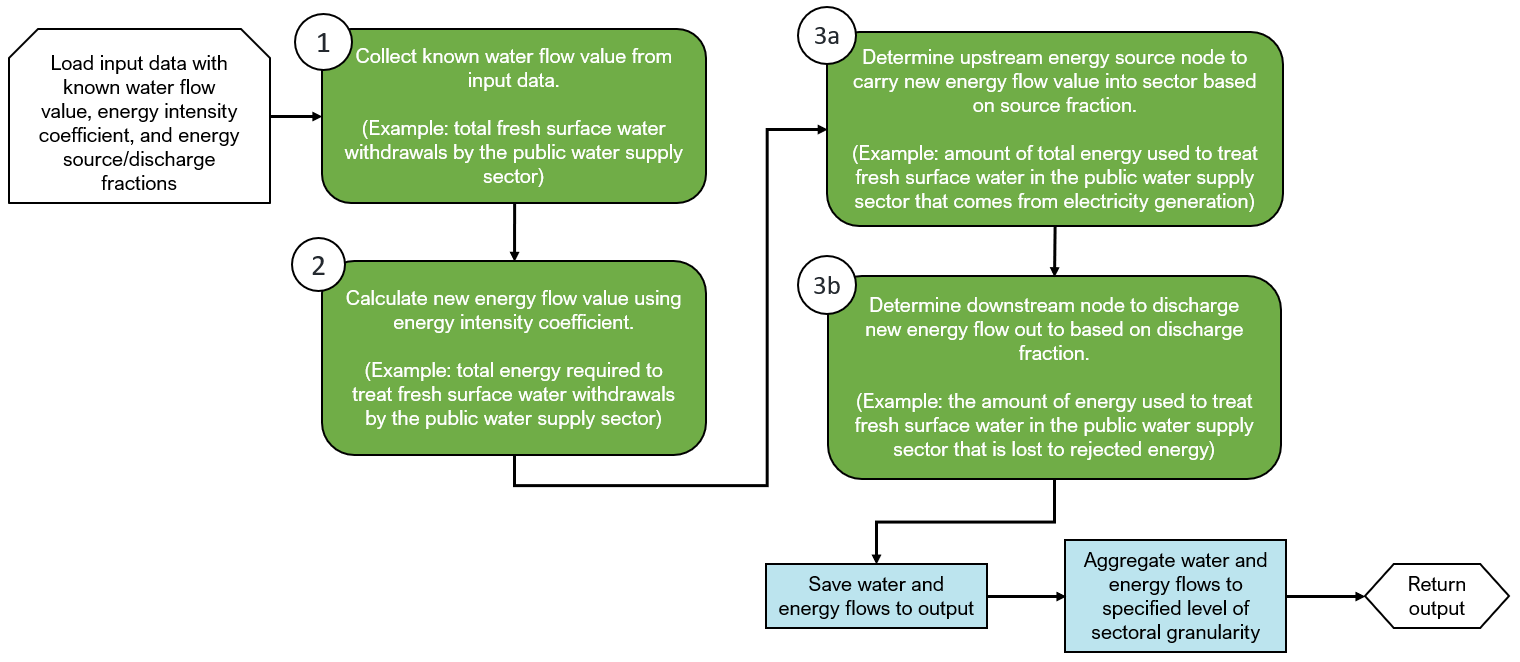 Load input data with
known water flow
value, energy intensity
coefficient, and energy
source/discharge
fractions
1
Collect known water flow value from
input data.
(Example: total fresh surface water
withdrawals by the public water supply
sector)
2
Calculate new energy flow value using
energy intensity coefficient.
(Example: total energy required to
treat fresh surface water withdrawals
by the public water supply sector)
3a
Determine upstream energy source node to
carry new energy flow value into sector based
on source fraction.
(Example: amount of total energy used to treat
fresh surface water in the public water supply
sector that comes from electricity generation)
3b
Determine downstream node to discharge
new energy flow out to based on discharge
fraction.
(Example: the amount of energy used to treat
fresh surface water in the public water supply
sector that is lost to rejected energy)
Save water and
energy flows to output
Aggregate water and
energy flows to
specified level of
sectoral granularity
Return
output